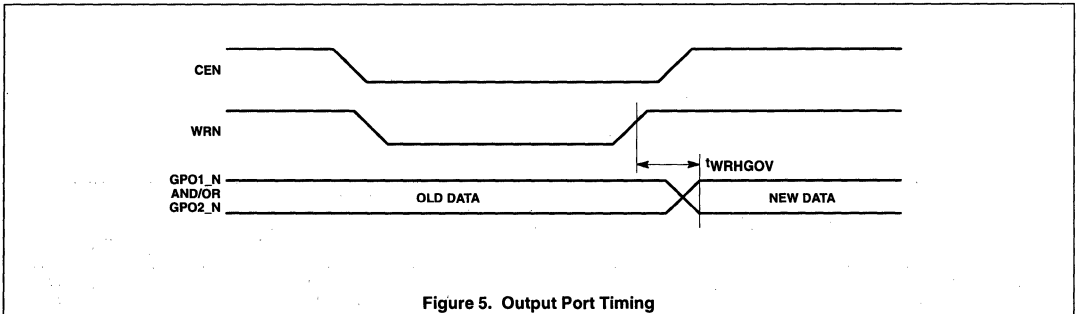 CEN
WRN
tWRHGOV
GPO1_N
AND/OR
GPO2_N
OLD DATA
NEW DATA
Figure 5. Output Port Timing